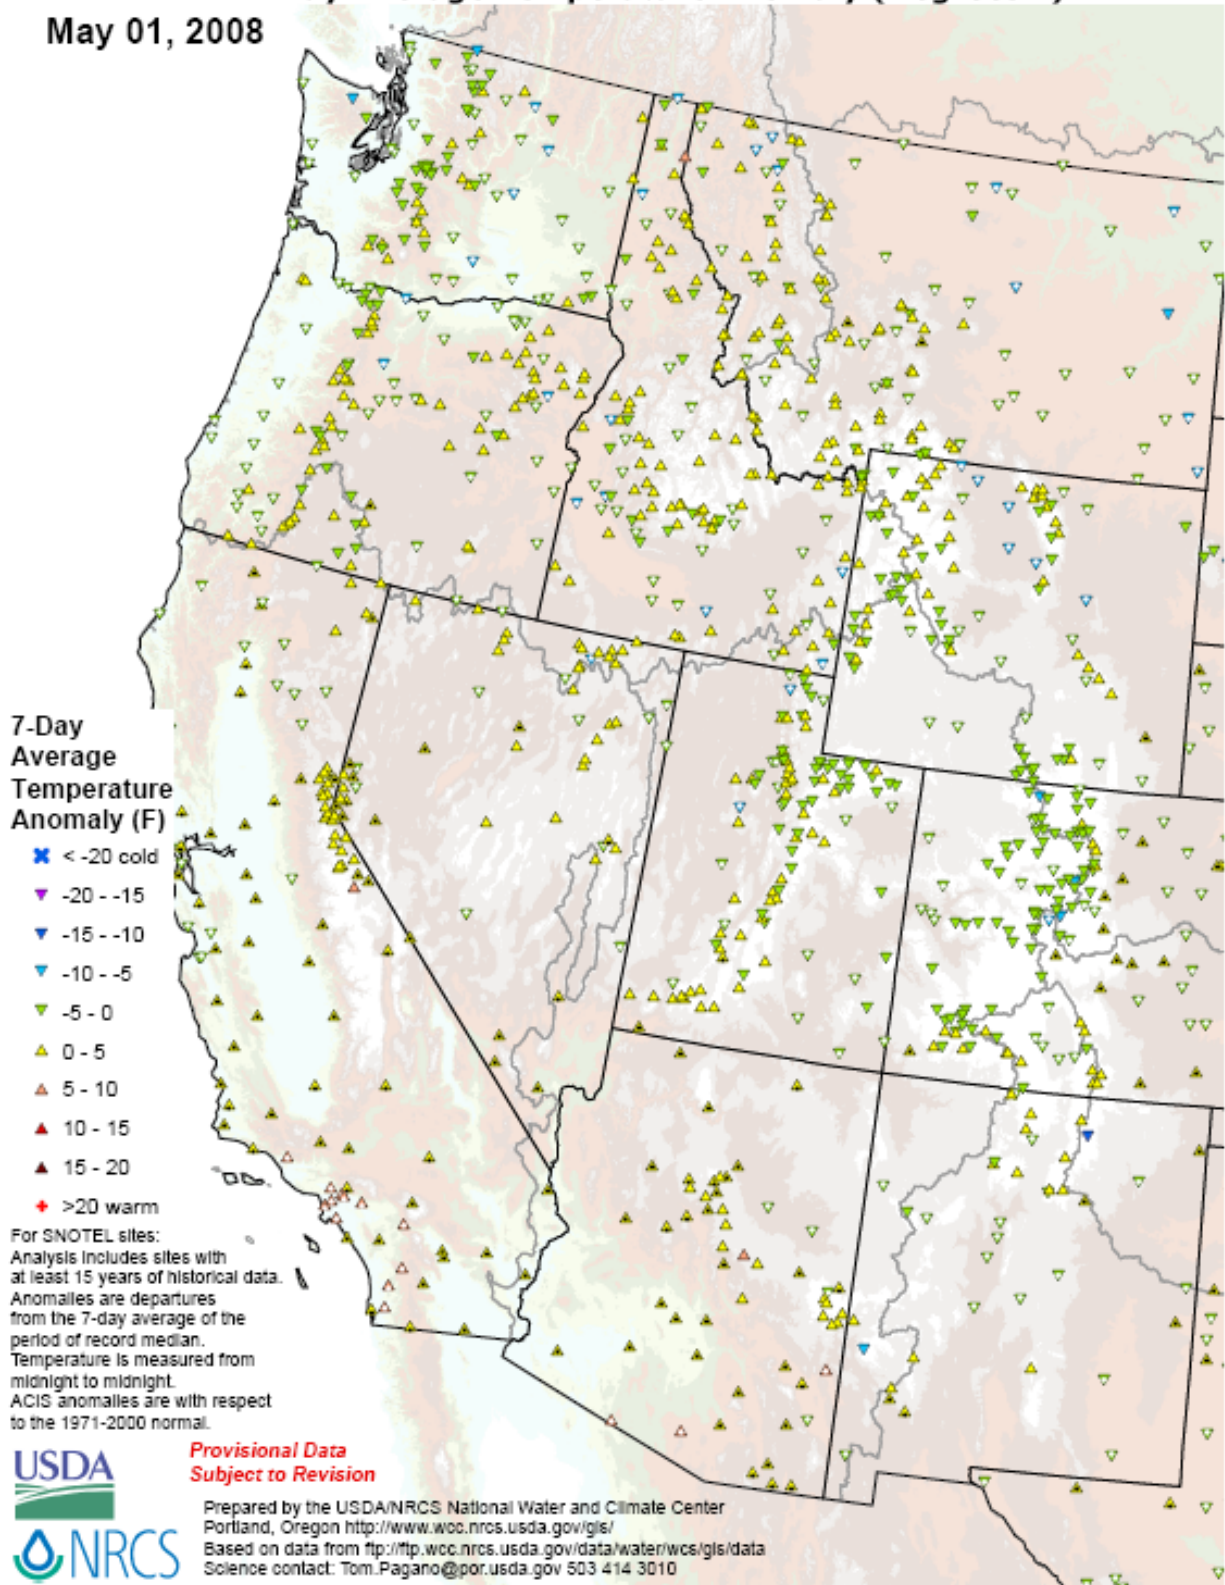 May 01, 2008
7-Day
Average
Temperature
Anomaly (F)
< -20 cold
-20 - -15
-15 - -10
-10 - -5
-5 - 0
0 - 5
5 - 10
10 - 15
15 - 20
>20 warm
For SNOTEL sites:
Analysis includes sites with
at least 15 years of historical data.
Anomalies are departures
from the 7-day average of the
period of record median.
Temperature is measured from
midnight to midnight.
ACIS anomalies are with respect
to the 1971-2000 normal.
USDA
NRCS
Provisional Data
Subject to Revision
Prepared by the USDA/NRCS National Water and Climate Center
Portland, Oregon http://www.wcc.nrcs.usda.gov/gis/
Based on data from ftp://ftp.wcc.nrcs.usda.gov/data/water/wcs/gis/data
Science contact: Tom.Pagano@por.usda.gov 503 414 3010